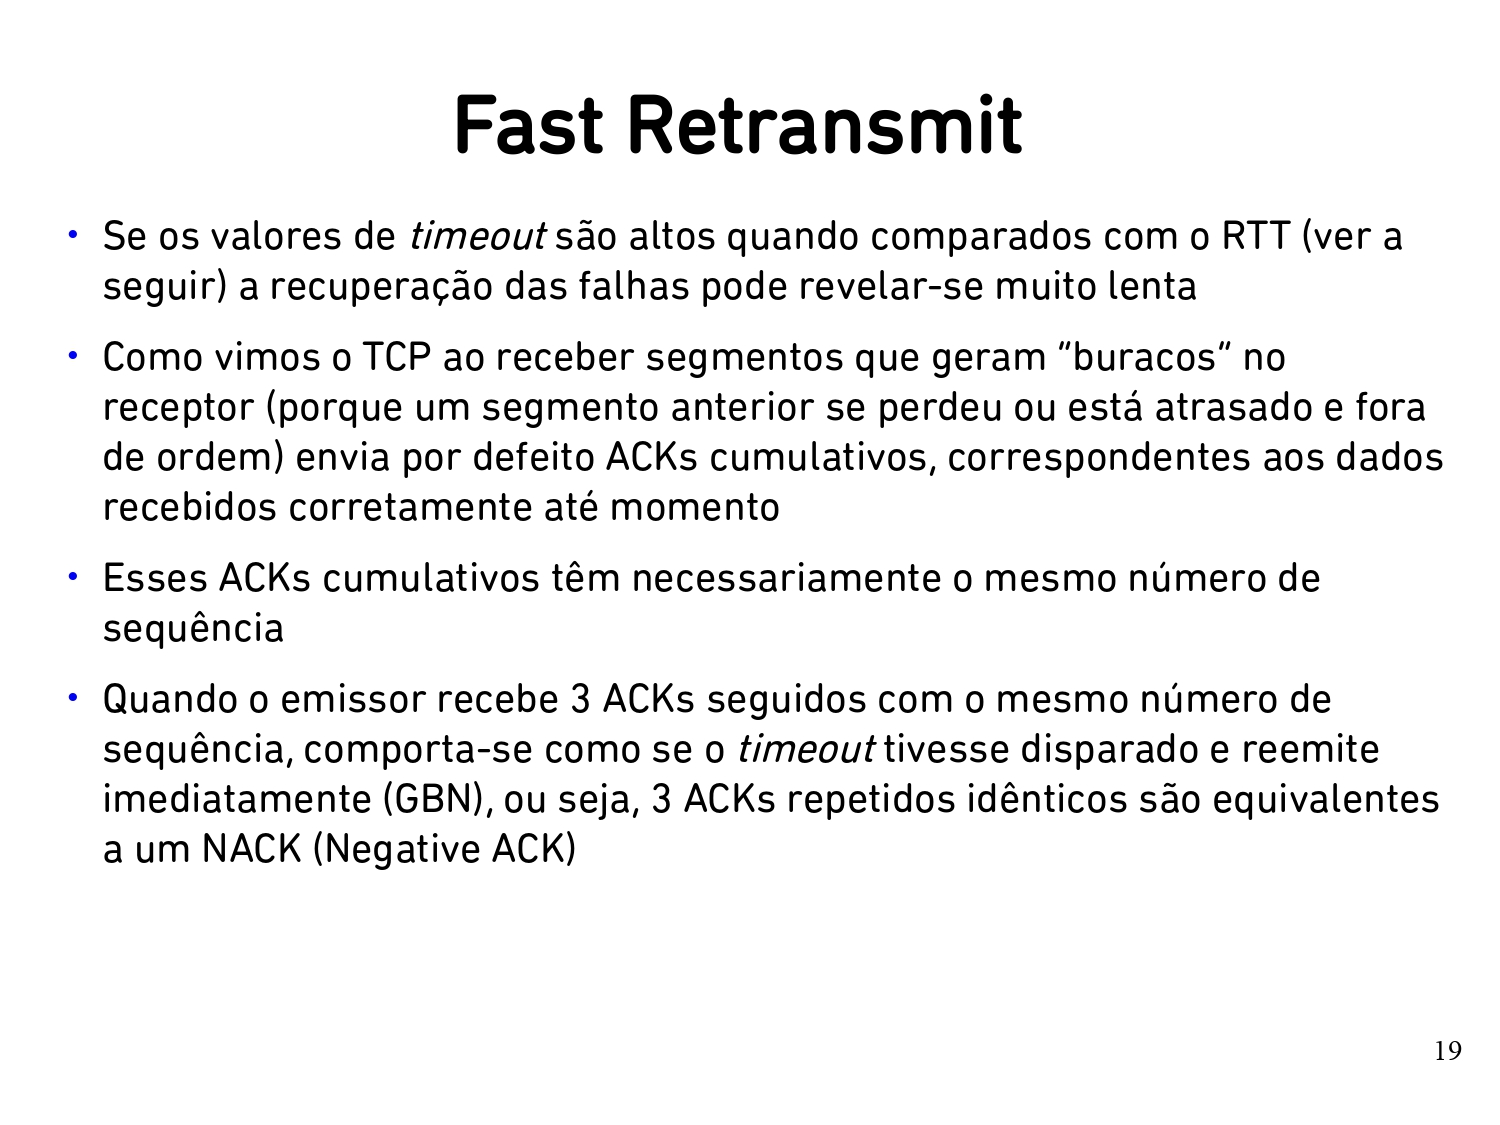 Fast Retransmit
• Se os valores de timeout são altos quando comparados com o RTT (ver a
seguir) a recuperação das falhas pode revelar-se muito lenta
• Como vimos o TCP ao receber segmentos que geram “buracos” no
receptor (porque um segmento anterior se perdeu ou está atrasado e fora
de ordem) envia por defeito ACKs cumulativos, correspondentes aos dados
recebidos corretamente até momento
• Esses ACKs cumulativos têm necessariamente o mesmo número de
sequência
• Quando o emissor recebe 3 ACKs seguidos com o mesmo número de
sequência, comporta-se como se o timeout tivesse disparado e reemite
imediatamente (GBN), ou seja, 3 ACKs repetidos idênticos são equivalentes
a um NACK (Negative ACK)
19